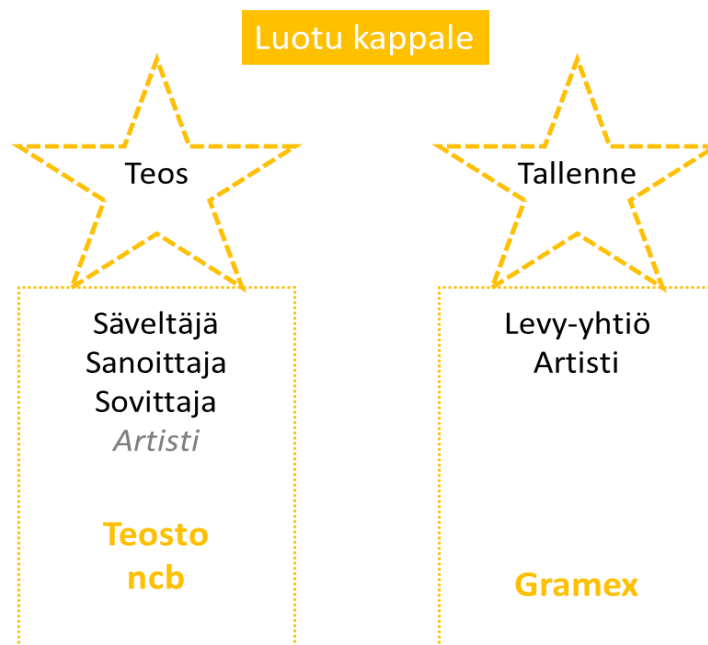 Luotu kappale
Teos
Säveltäjä
Sanoittaja
Sovittaja
Artisti
Teosto
ncb
Tallenne
Levy-yhtiö
Artisti
Gramex